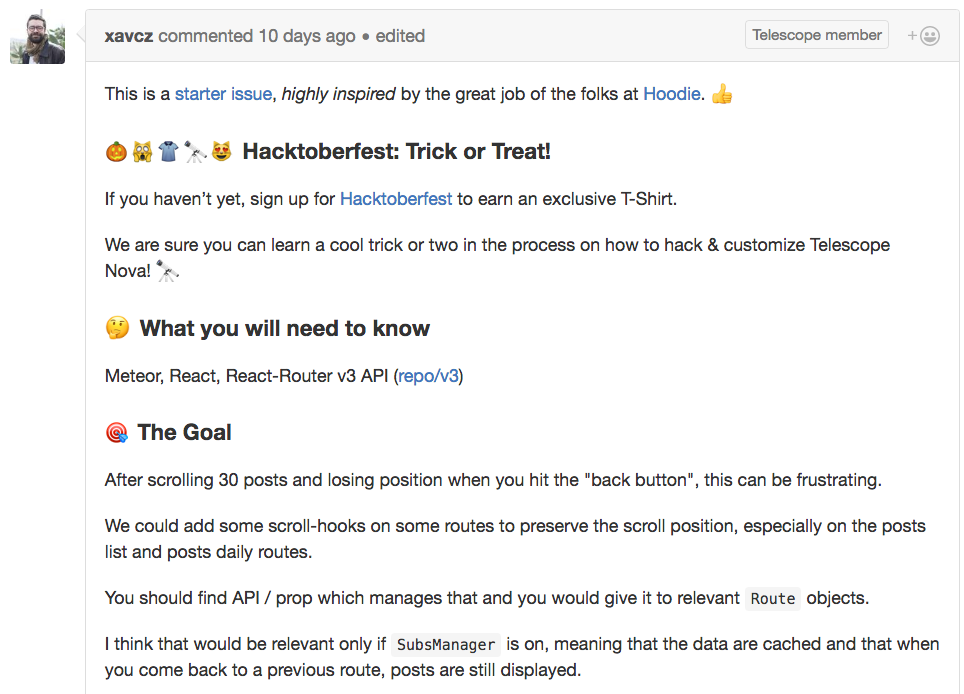 xavcz commented 10 days ago • edited
Telescope member
+
This is a starter issue, highly inspired by the great job of the folks at Hoodie. 👍
🎃🙀👕🔭😻 Hacktoberfest: Trick or Treat!
If you haven’t yet, sign up for Hacktoberfest to earn an exclusive T-Shirt.
We are sure you can learn a cool trick or two in the process on how to hack & customize Telescope
Nova! 🔭.
🤔 What you will need to know
Meteor, React, React-Router v3 API (repo/v3)
🎯 The Goal
After scrolling 30 posts and losing position when you hit the "back button", this can be frustrating.
We could add some scroll-hooks on some routes to preserve the scroll position, especially on the posts
list and posts daily routes.
You should find API / prop which manages that and you would give it to relevant Route objects.
I think that would be relevant only if SubsManager is on, meaning that the data are cached and that when
you come back to a previous route, posts are still displayed.